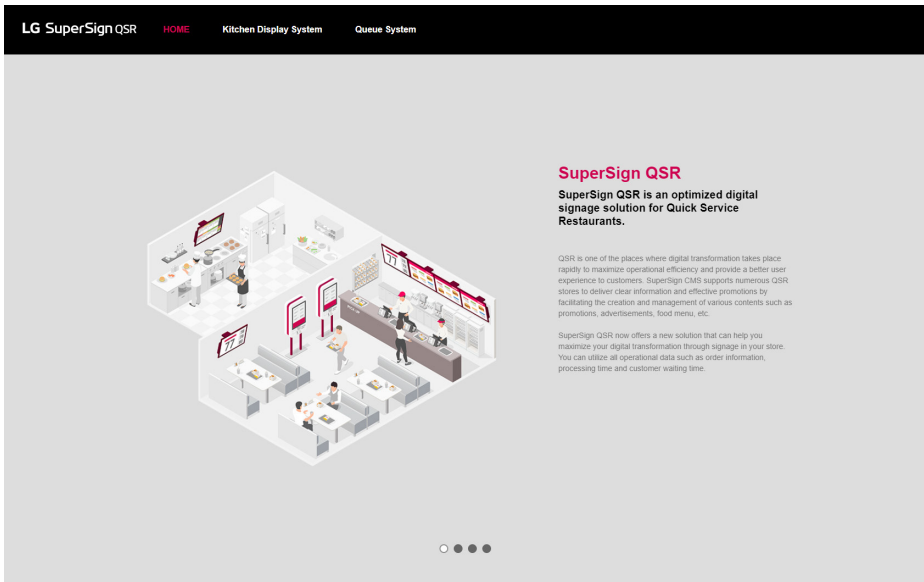 LG SuperSign QSR
HOME
Kitchen Display System
Queue System
SuperSign QSR
SuperSign QSR is an optimized digital
signage solution for Quick Service
Restaurants.
QSR is one of the places where digital transformation takes place
rapidly to maximize operational efficiency and provide a better user
experience to customers. SuperSign CMS supports numerous QSR
stores to deliver clear information and effective promotions by
facilitating the creation and management of various contents such as
promotions, advertisements, food menu, etc.
SuperSign QSR now offers a new solution that can help you
maximize your digital transformation through signage in your store.
You can utilize all operational data such as order information,
processing time and customer waiting time.
77
77